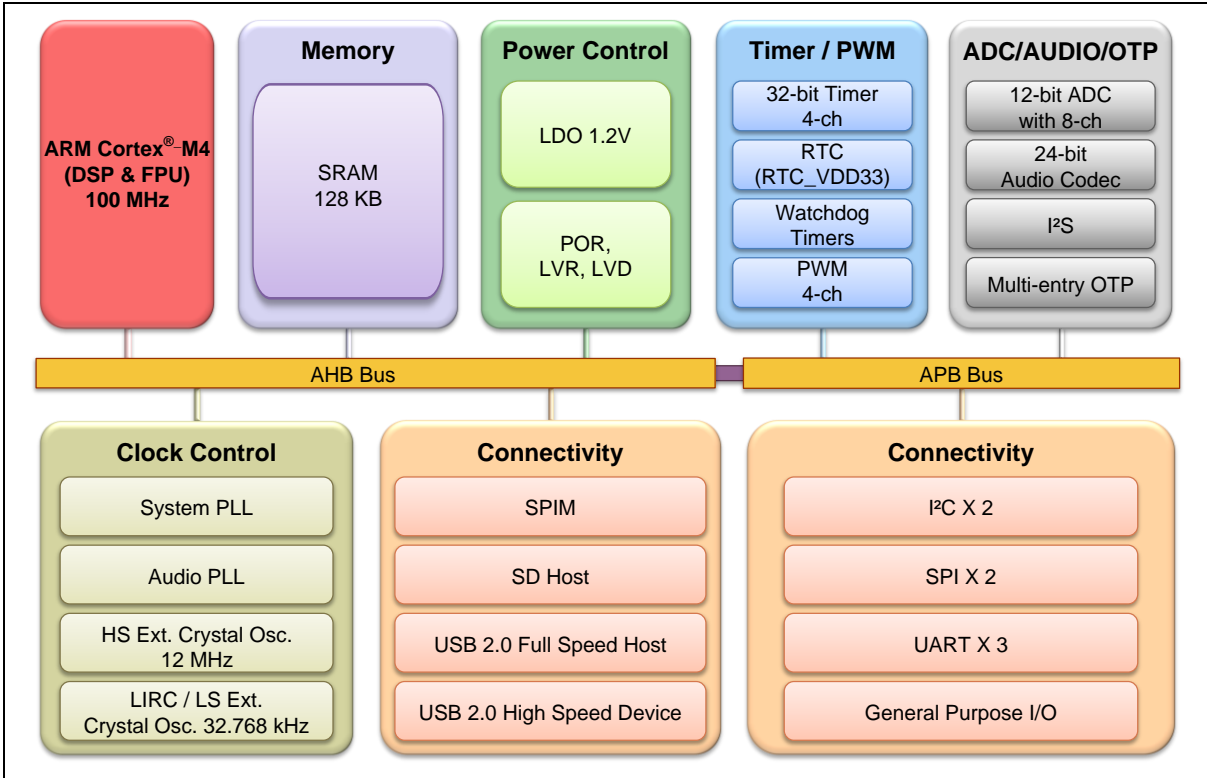 ARM Cortex®-M4
(DSP & FPU)
100 MHz
Memory
SRAM
128 KB
Power Control
LDO 1.2V
POR,
LVR, LVD
Timer / PWM
32-bit Timer
4-ch
RTC
(RTC_VDD33)
Watchdog
Timers
PWM
4-ch
ADC/AUDIO/OTP
12-bit ADC
with 8-ch
24-bit
Audio Codec
I²S
Multi-entry OTP
AHB Bus
APB Bus
Clock Control
System PLL
Audio PLL
HS Ext. Crystal Osc.
12 MHz
LIRC / LS Ext.
Crystal Osc. 32.768 kHz
Connectivity
SPIM
SD Host
USB 2.0 Full Speed Host
USB 2.0 High Speed Device
Connectivity
I²C X 2
SPI X 2
UART X 3
General Purpose I/O